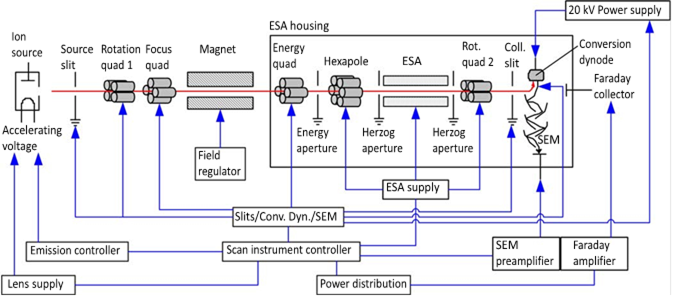 20 kV Power supply
ESA housing
Ion
source
Source
slit
Rotation
quad 1
Focus
quad
Magnet
Energy
quad
Hexapole
ESA
Rot.
quad 2
Coll.
slit
Conversion
dynode
Faraday
collector
Accelerating
voltage
Energy
aperture
Herzog
aperture
Herzog
aperture
SEM
Field
regulator
ESA supply
Slits/Conv. Dyn./SEM
Emission controller
Scan instrument controller
SEM
preamplifier
Faraday
amplifier
Lens supply
Power distribution